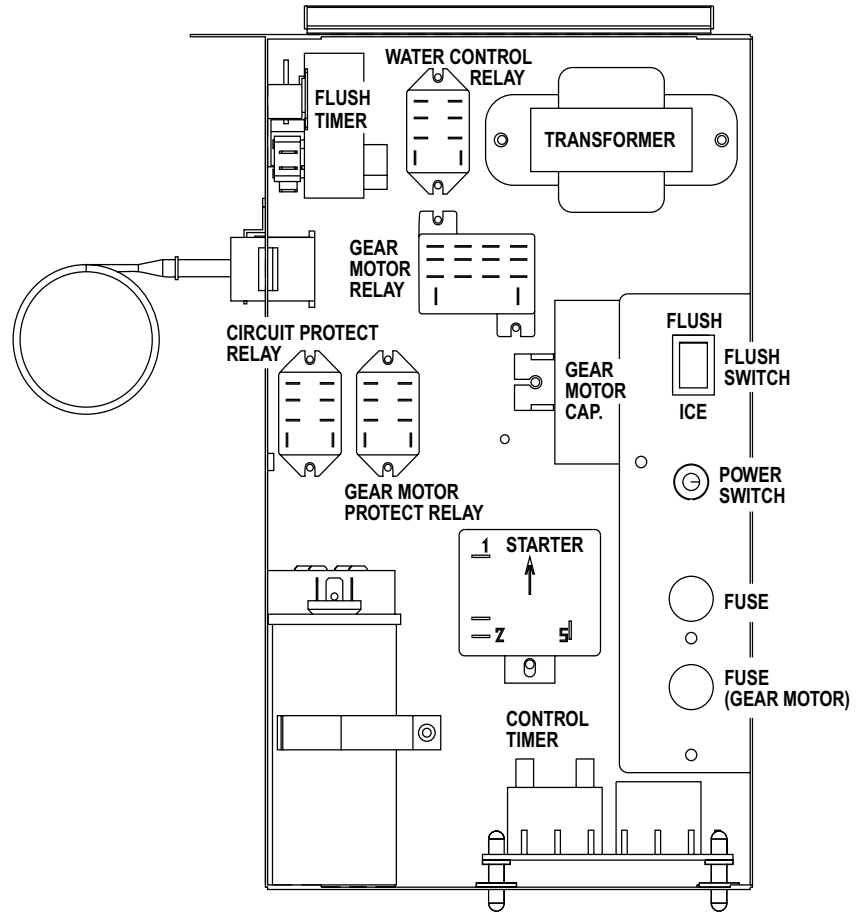 WATER CONTROL
RELAY
FLUSH
TIMER
TRANSFORMER
GEAR
MOTOR
RELAY
CIRCUIT PROTECT
RELAY
FLUSH
FLUSH
SWITCH
ICE
GEAR
MOTOR
CAP.
POWER
SWITCH
GEAR MOTOR
PROTECT RELAY
1 STARTER
2 5
FUSE
FUSE
(GEAR MOTOR)
CONTROL
TIMER